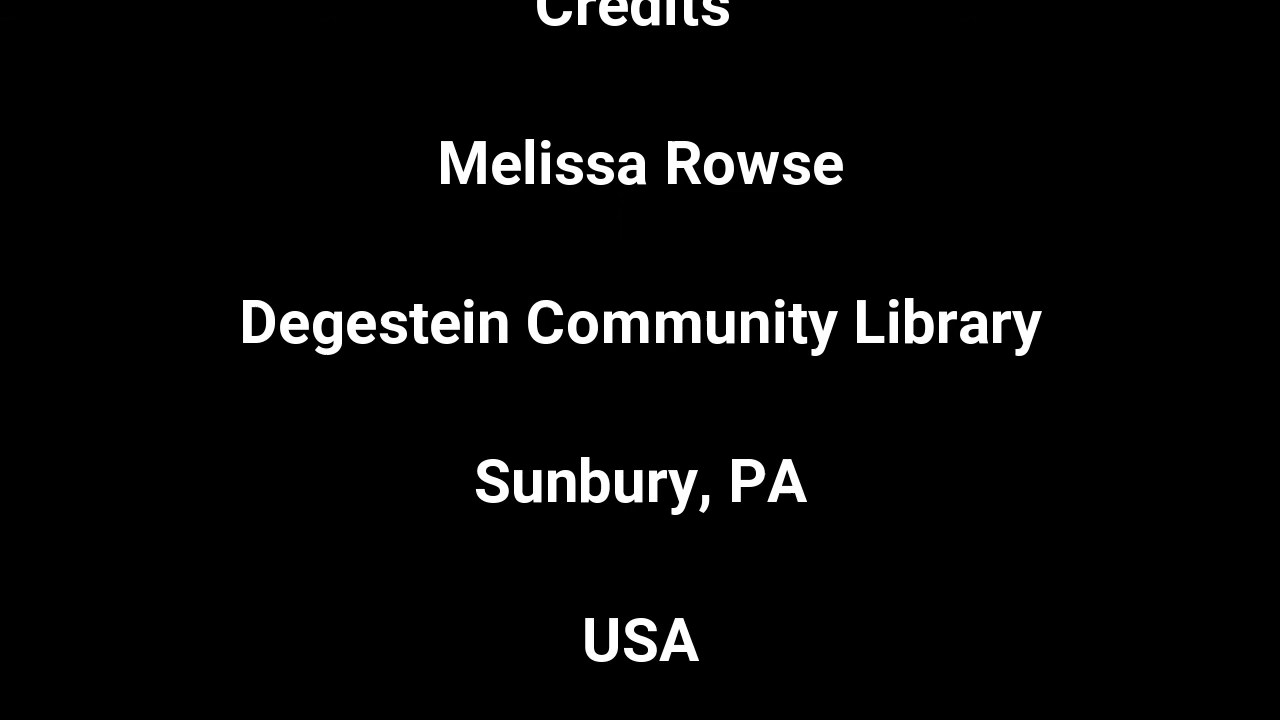 Credits
Melissa Rowse
Degestein Community Library
Sunbury, PA
USA